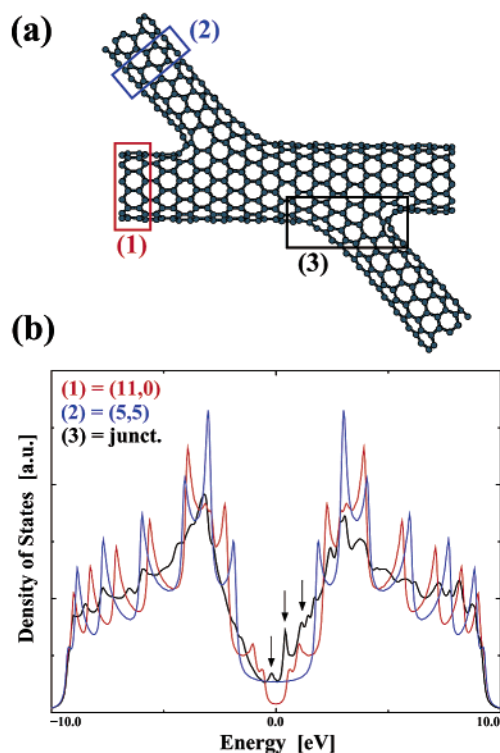 (a)
(2)
(1)
(3)
(b)
(1) = (11,0)
(2) = (5,5)
(3) = junct.
Density of States [a.u.]
−10.0 0.0 10.0
Energy [eV]